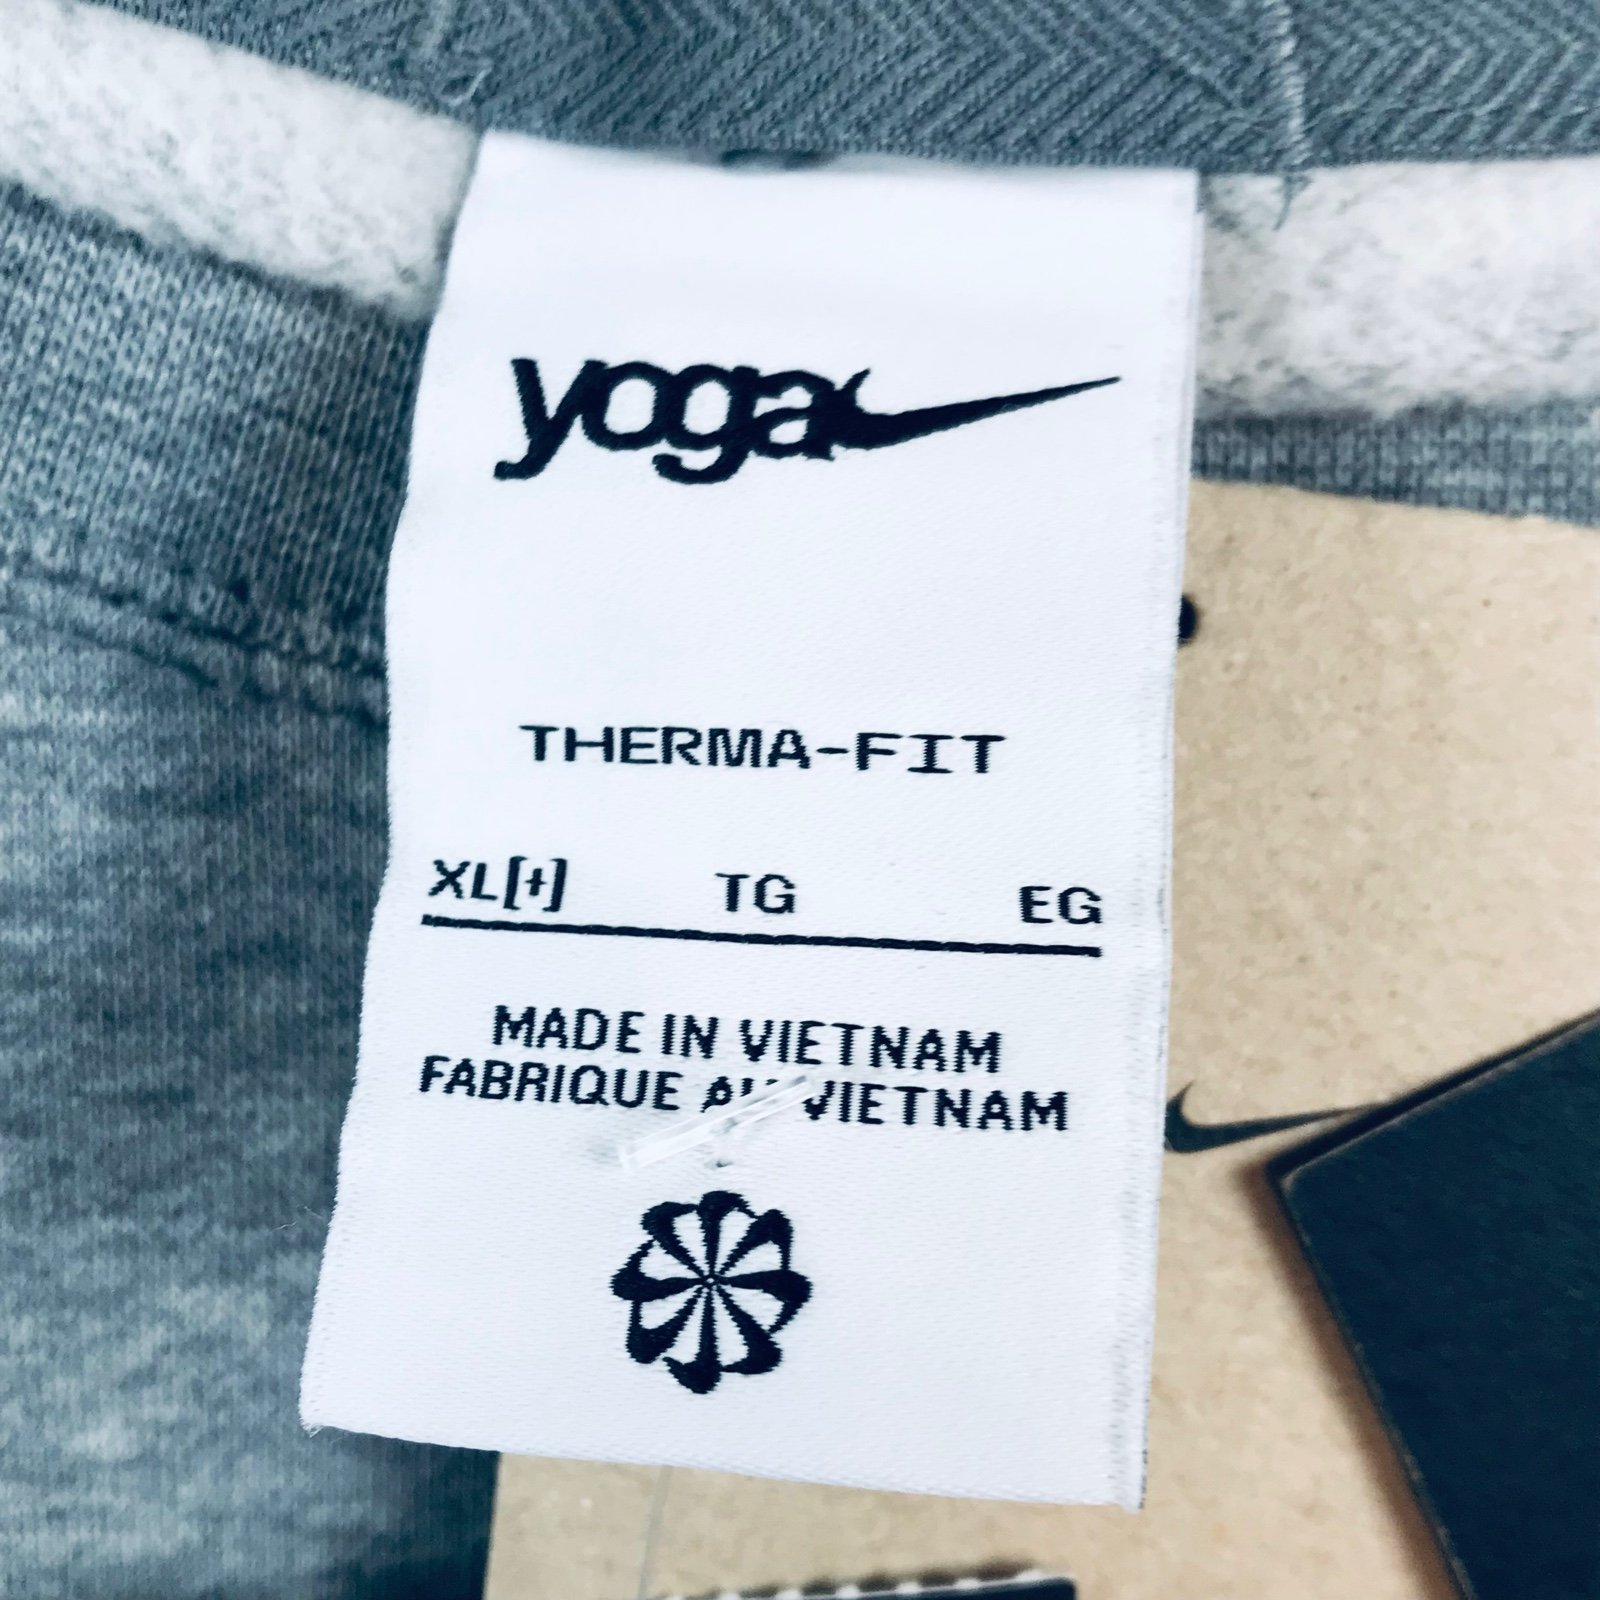 yoga
THERMA-FIT
XL[+] TG EG
MADE IN VIETNAM
FABRIQUE AU VIETNAM